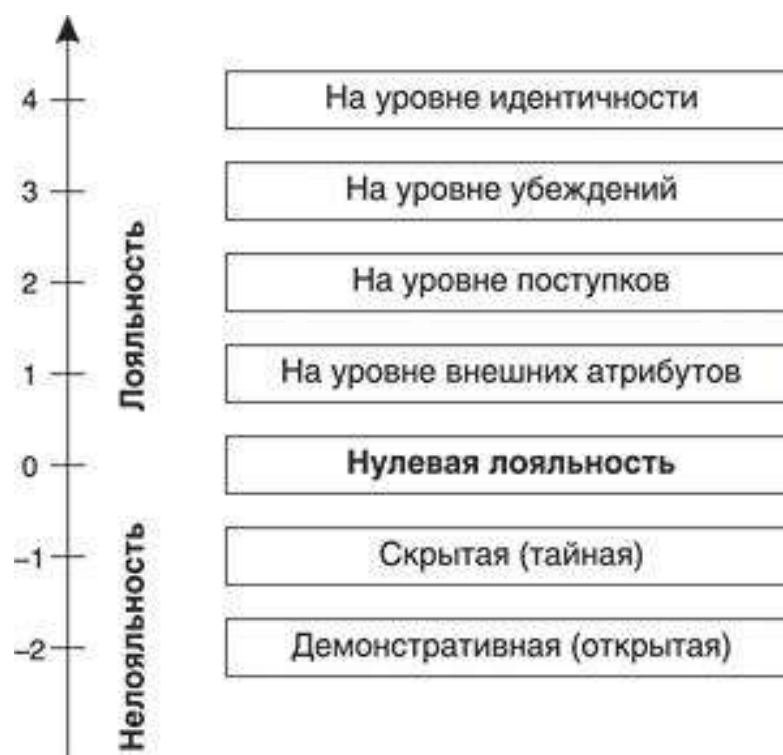 4 На уровне идентичности
3 На уровне убеждений
2 На уровне поступков
1 На уровне внешних атрибутов
0 Нулевая лояльность
–1 Скрытая (тайная)
–2 Демонстративная (открытая)
Лояльность
Нелояльность